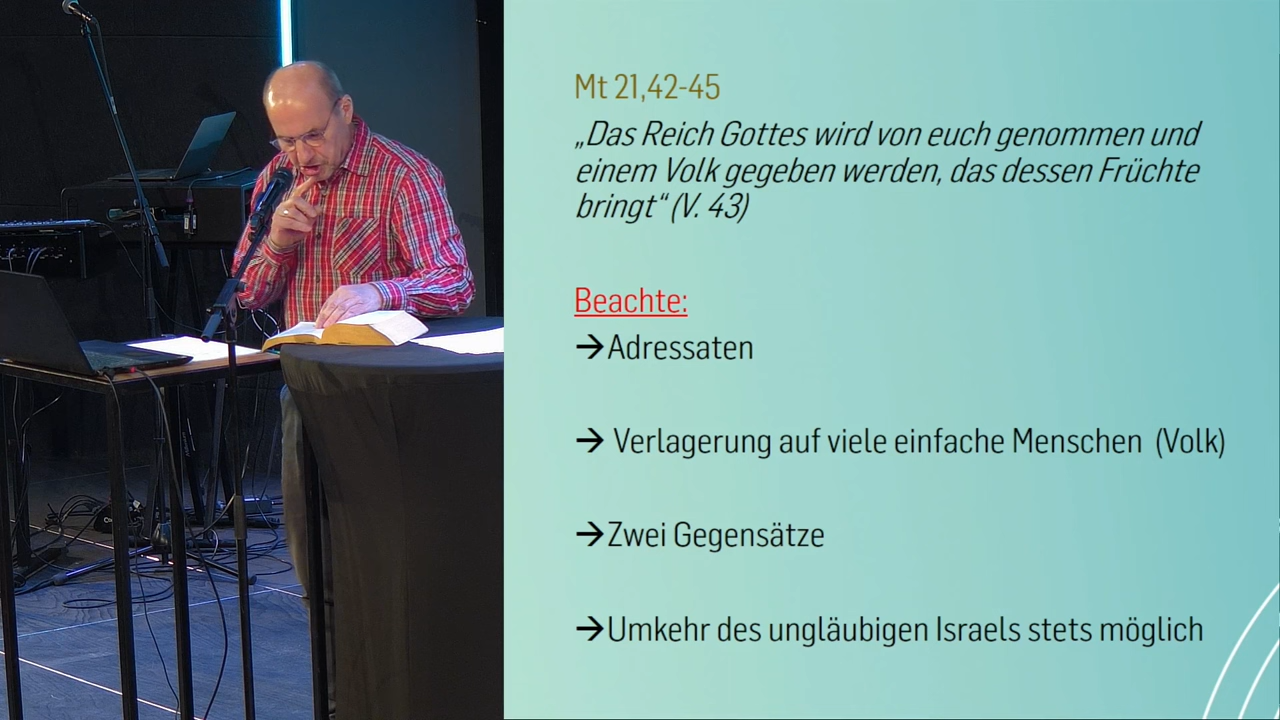 Mt 21,42-45
„Das Reich Gottes wird von euch genommen und
einem Volk gegeben werden, das dessen Früchte
bringt“ (V. 43)
Beachte:
→Adressaten
→ Verlagerung auf viele einfache Menschen (Volk)
→Zwei Gegensätze
→Umkehr des ungläubigen Israels stets möglich